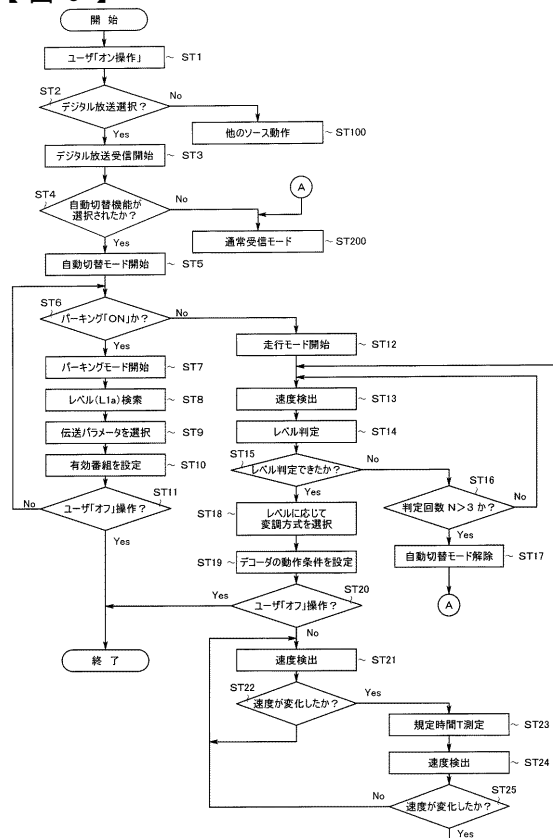 開 始
ユーザ「オン操作」 ～ST1
ST2
デジタル放送選択？
No
Yes
他のソース動作 ～ST100
デジタル放送受信開始 ～ST3
ST4
自動切替機能が
選択されたか？
No
Yes
A
通常受信モード ～ST200
自動切替モード開始 ～ST5
ST6
パーキング「ON」か？
No
Yes
走行モード開始 ～ST12
パーキングモード開始 ～ST7
レベル（L1a）検索 ～ST8
伝送パラメータを選択 ～ST9
有効番組を設定 ～ST10
ST11
ユーザ「オフ」操作？
No
Yes
速度検出 ～ST13
レベル判定 ～ST14
ST15
レベル判定できたか？
No
Yes
ST16
判定回数 N＞3 か？
No
Yes
自動切替モード解除 ～ST17
A
ST18 レベルに応じて
変調方式を選択
ST19 デコーダの動作条件を設定
ST20
ユーザ「オフ」操作？
Yes
No
終 了
速度検出 ～ST21
ST22
速度が変化したか？
Yes
規定時間T測定 ～ST23
速度検出 ～ST24
ST25
速度が変化したか？
No
Yes